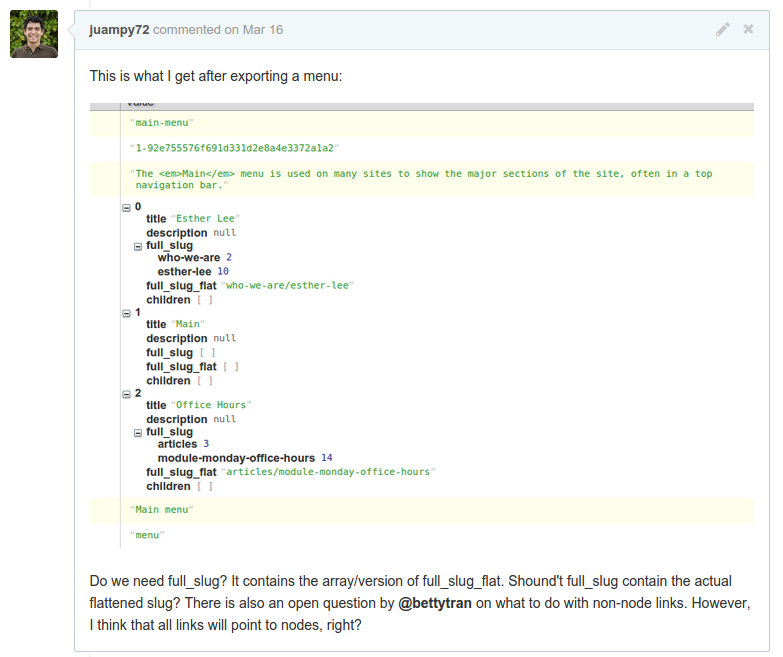 juampy72 commented on Mar 16
This is what I get after exporting a menu:
value
"main-menu"
"1-92e755576f691d331d2e8a4e3372a1a2"
"The <em>Main</em> menu is used on many sites to show the major sections of the site, often in a top
navigation bar."
0
title "Esther Lee"
description null
full_slug
who-we-are 2
esther-lee 10
full_slug_flat "who-we-are/esther-lee"
children [ ]
1
title "Main"
description null
full_slug [ ]
full_slug_flat [ ]
children [ ]
2
title "Office Hours"
description null
full_slug
articles 3
module-monday-office-hours 14
full_slug_flat "articles/module-monday-office-hours"
children [ ]
"Main menu"
"menu"
Do we need full_slug? It contains the array/version of full_slug_flat. Shound't full_slug contain the actual
flattened slug? There is also an open question by @bettytran on what to do with non-node links. However,
I think that all links will point to nodes, right?